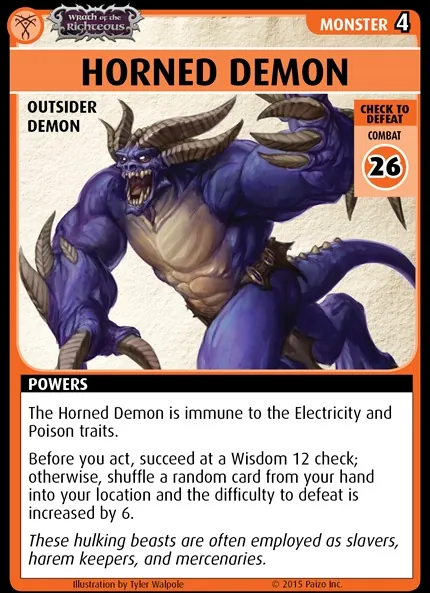 Wrath of the
Righteous
MONSTER 4
HORNED DEMON
OUTSIDER
DEMON
CHECK TO
DEFEAT
COMBAT
26
POWERS
The Horned Demon is immune to the Electricity and
Poison traits.
Before you act, succeed at a Wisdom 12 check;
otherwise, shuffle a random card from your hand
into your location and the difficulty to defeat is
increased by 6.
These hulking beasts are often employed as slavers,
harem keepers, and mercenaries.
Illustration by Tyler Walpole © 2015 Paizo Inc.